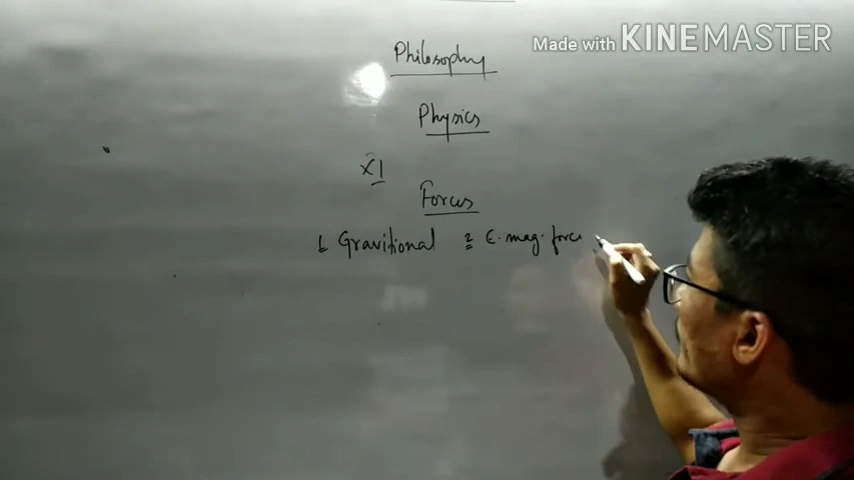 Made with KINEMASTER
Philosophy
Physics
XI
Forces
1. Gravitional 2. E. mag. force